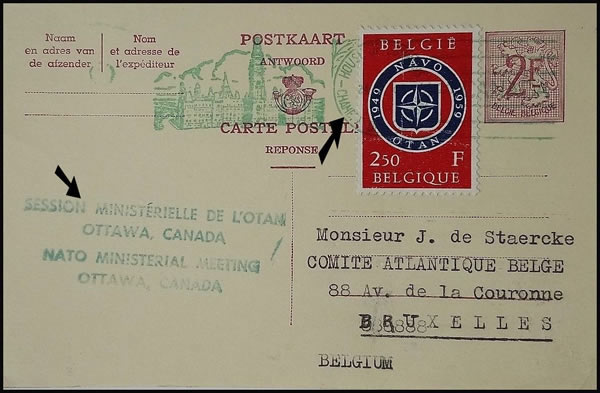 Naam
en adres van
de afzender
Nom
et adresse de
l'expéditeur
POSTKAART
ANTWOORD
CARTE POSTALE
REPONSE
BELGIË
NAVO
1949 1959
OTAN
2.50 F
BELGIQUE
2F
BELGIE-BELGIQUE
SESSION MINISTÉRIELLE DE L'OTAN
OTTAWA, CANADA
NATO MINISTERIAL MEETING
OTTAWA, CANADA
Monsieur J. de Staercke
COMITE ATLANTIQUE BELGE
88 Av. de la Couronne
BRUXELLES
BELGIUM